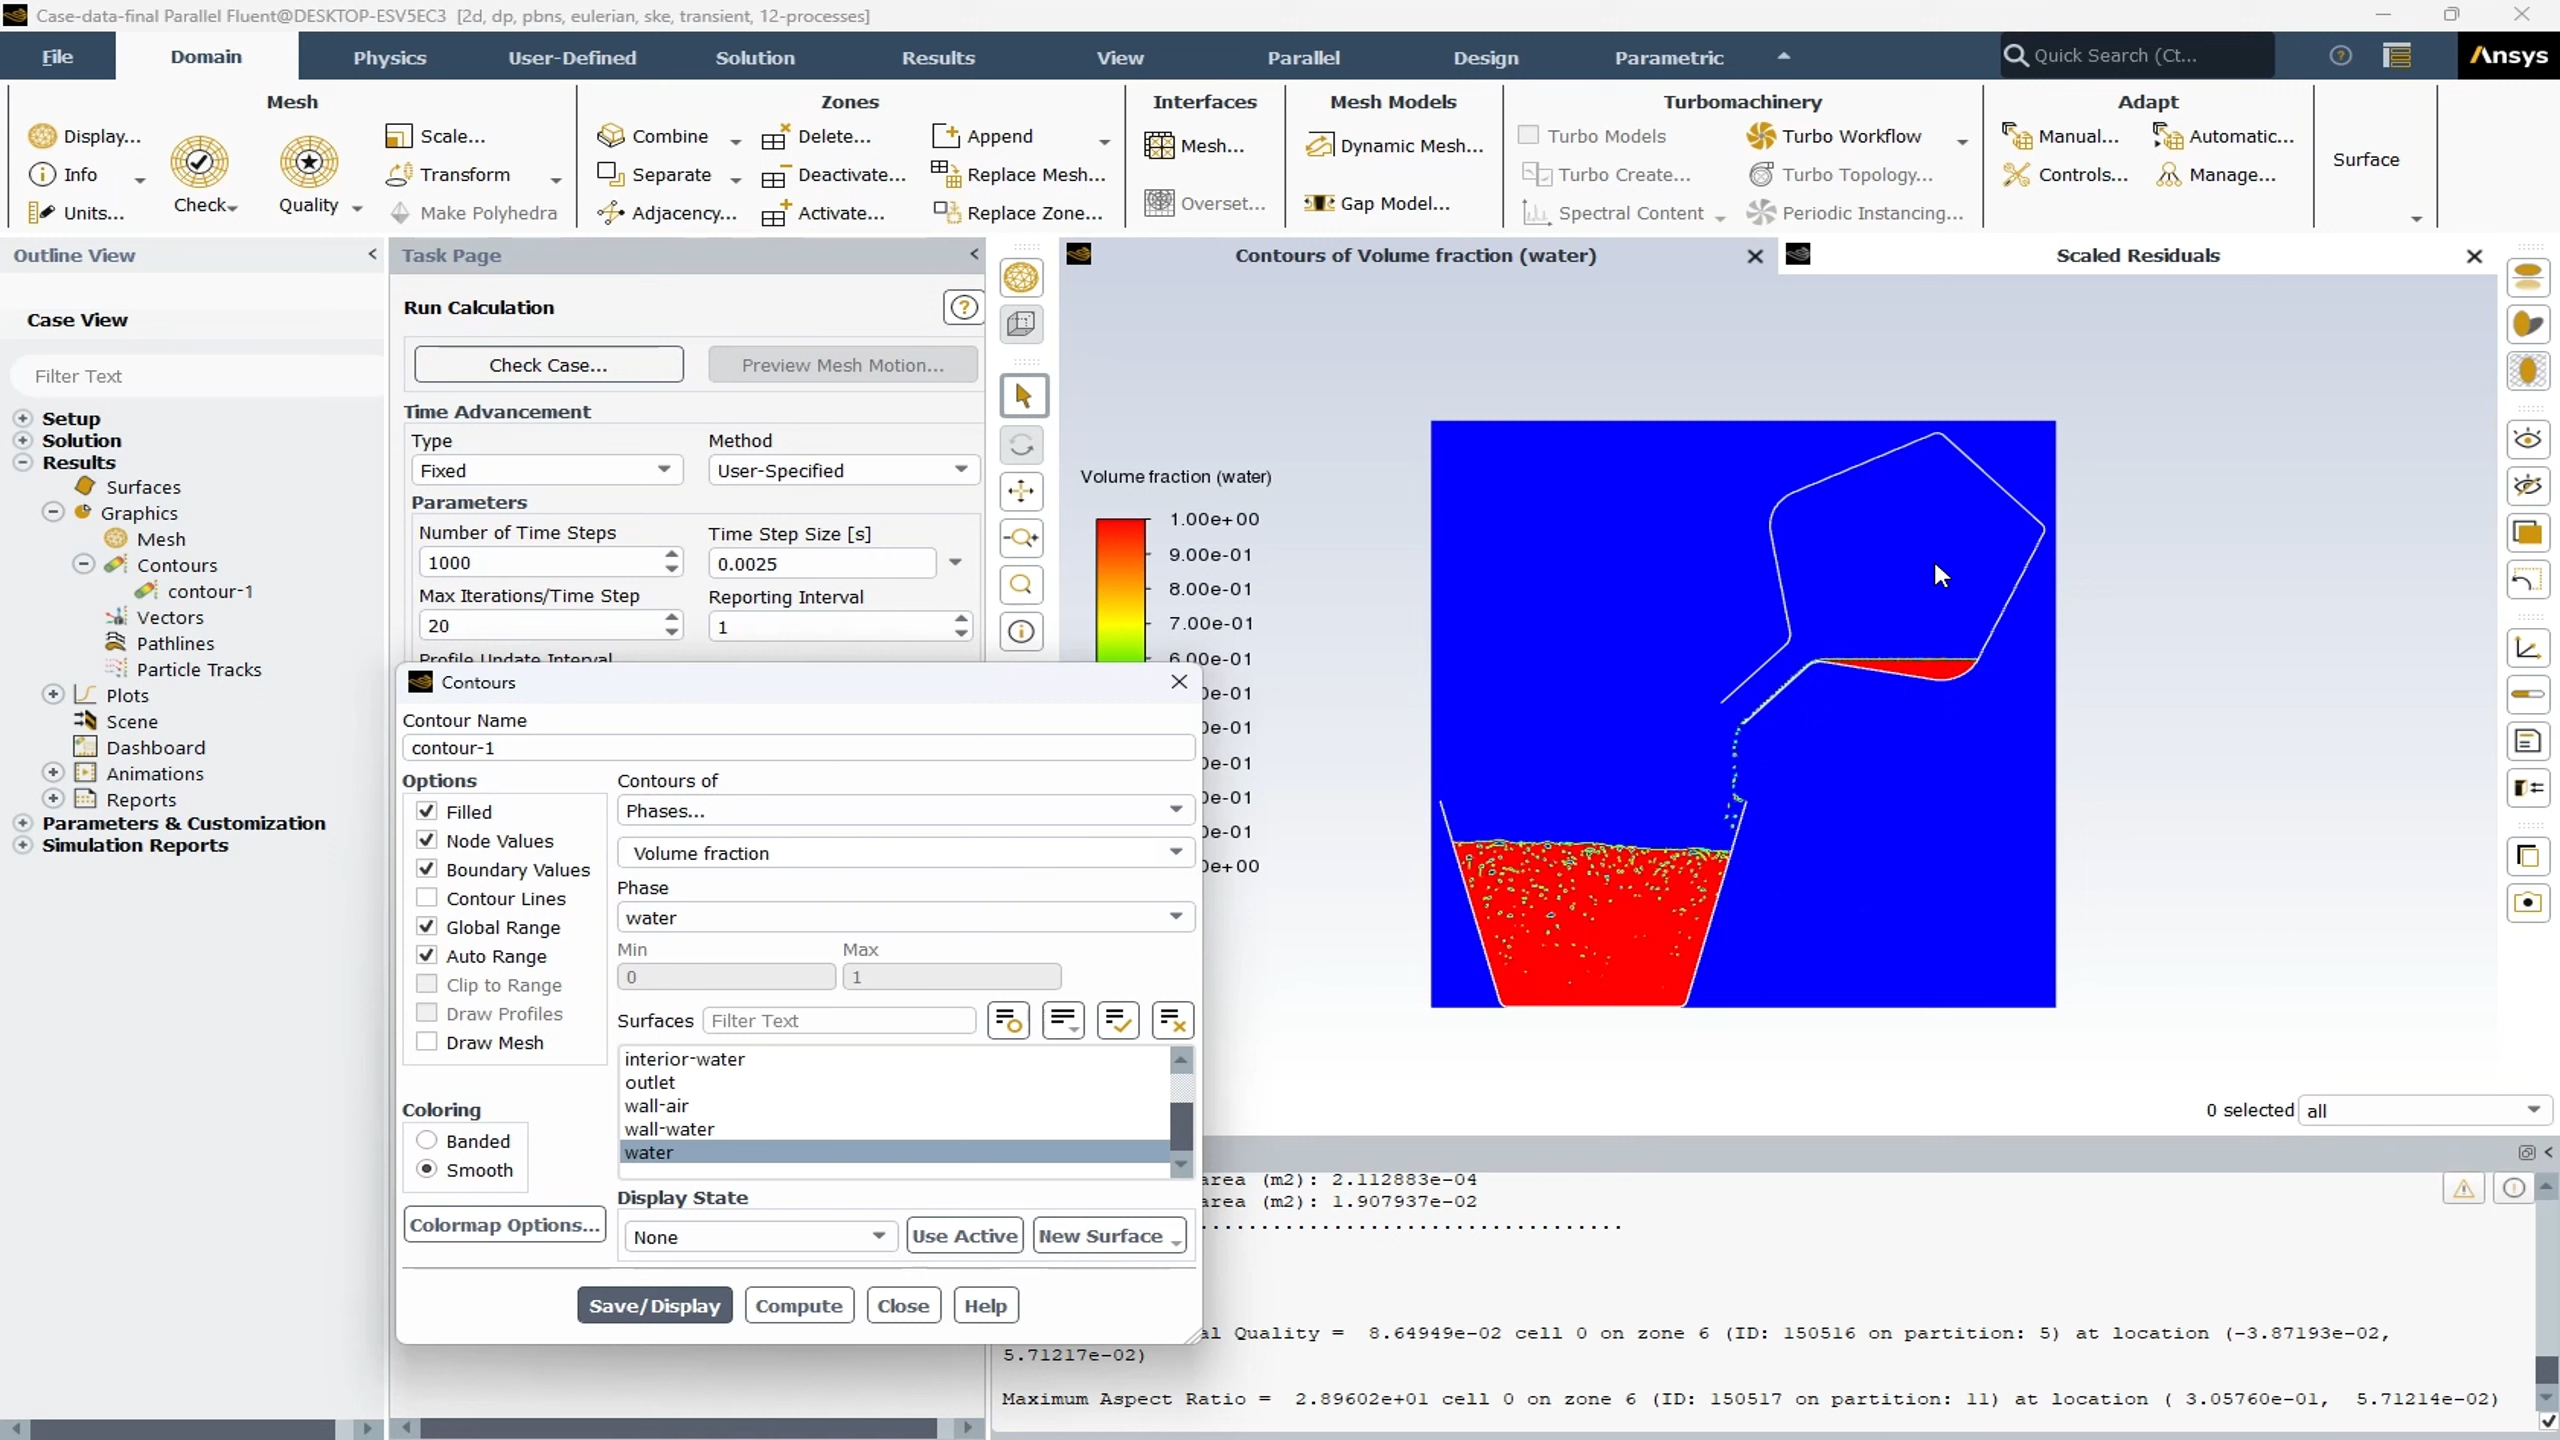 Case-data-final Parallel Fluent@DESKTOP-ESV5EC3 [2d, dp, pbns, eulerian, ske, transient, 12-processes]
File Domain Physics User-Defined Solution Results View Parallel Design Parametric Quick Search (Ct... Ansys
Mesh Zones Interfaces Mesh Models Turbomachinery Adapt
Display... Scale... Combine Delete... Append Mesh... Dynamic Mesh... Turbo Models Turbo Workflow Manual... Automatic... Surface
Info Check Quality Transform Separate Deactivate... Replace Mesh... Turbo Create... Turbo Topology... Controls... Manage...
Units... Make Polyhedra Adjacency... Activate... Replace Zone... Overset... Gap Model... Spectral Content Periodic Instancing...
Outline View
Case View
Filter Text
Setup
Solution
Results
Surfaces
Graphics
Mesh
Contours
contour-1
Vectors
Pathlines
Particle Tracks
Plots
Scene
Dashboard
Animations
Reports
Parameters & Customization
Simulation Reports
Task Page
Run Calculation
Check Case... Preview Mesh Motion...
Time Advancement
Type Method
Fixed User-Specified
Parameters
Number of Time Steps Time Step Size [s]
1000 0.0025
Max Iterations/Time Step Reporting Interval
20 1
Profile Update Interval
Contours
Contour Name
contour-1
Options
Filled
Node Values
Boundary Values
Contour Lines
Global Range
Auto Range
Clip to Range
Draw Profiles
Draw Mesh
Coloring
Banded
Smooth
Colormap Options...
Contours of
Phases...
Volume fraction
Phase
water
Min Max
0 1
Surfaces Filter Text
interior-water
outlet
wall-air
wall-water
water
Display State
None Use Active New Surface
Save/Display Compute Close Help
Contours of Volume fraction (water) Scaled Residuals
Volume fraction (water)
1.00e+00
9.00e-01
8.00e-01
7.00e-01
6.00e-01
0e-01
0e-01
0e-01
0e-01
0e-01
0e+00
0 selected all
area (m2): 2.112883e-04
area (m2): 1.907937e-02
.....................................
al Quality = 8.64949e-02 cell 0 on zone 6 (ID: 150516 on partition: 5) at location (-3.87193e-02,
5.71217e-02)
Maximum Aspect Ratio = 2.89602e+01 cell 0 on zone 6 (ID: 150517 on partition: 11) at location ( 3.05760e-01, 5.71214e-02)